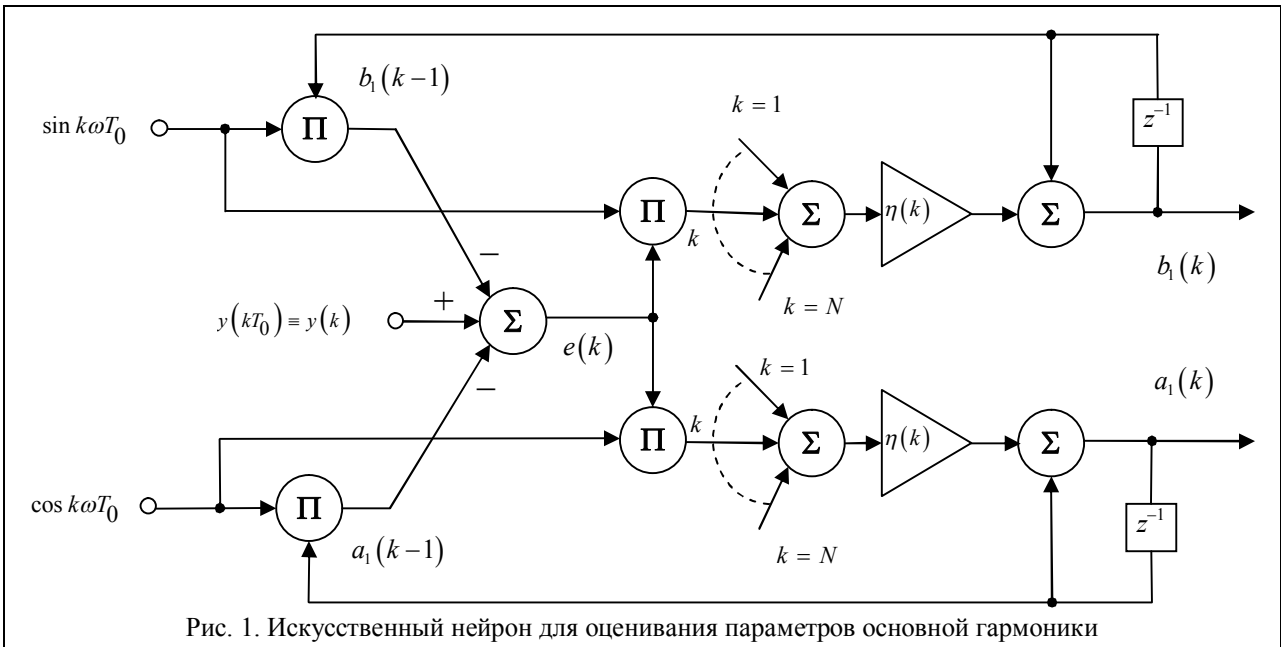 b₁(k−1)
k = 1
z⁻¹
sin kωT₀
Π
Π
Σ
η(k)
Σ
k
−
b₁(k)
k = N
+
y(kT₀) ≡ y(k)
Σ
e(k)
−
k = 1
a₁(k)
k
Π
Σ
η(k)
Σ
cos kωT₀
Π
z⁻¹
a₁(k−1)
k = N
Рис. 1. Искусственный нейрон для оценивания параметров основной гармоники